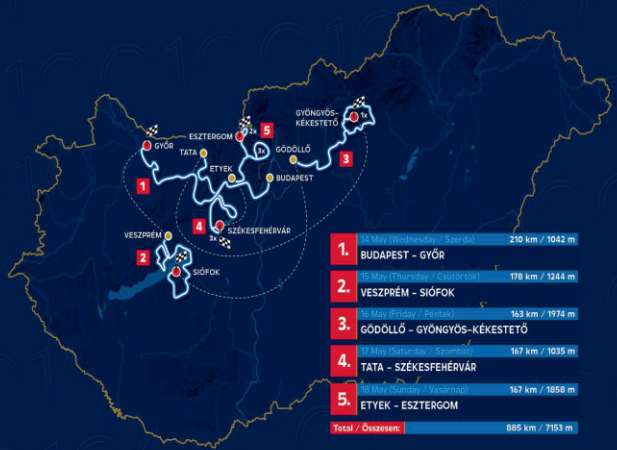 GYÖNGYÖS-
KÉKESTETŐ
1x
ESZTERGOM
2x
5
GYŐR
TATA
3x
GÖDÖLLŐ
3
ETYEK
BUDAPEST
1
4
SZÉKESFEHÉRVÁR
3x
VESZPRÉM
2
SIÓFOK
1.
14 May (Wednesday / Szerda) 210 km / 1042 m
BUDAPEST – GYŐR
2.
15 May (Thursday / Csütörtök) 178 km / 1244 m
VESZPRÉM – SIÓFOK
3.
16 May (Friday / Péntek) 163 km / 1974 m
GÖDÖLLŐ – GYÖNGYÖS-KÉKESTETŐ
4.
17 May (Saturday / Szombat) 167 km / 1035 m
TATA – SZÉKESFEHÉRVÁR
5.
18 May (Sunday / Vasárnap) 167 km / 1858 m
ETYEK – ESZTERGOM
Total / Összesen: 885 km / 7153 m